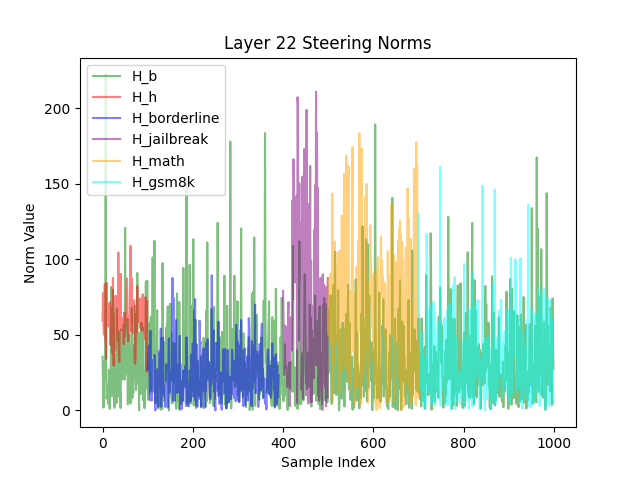 Layer 22 Steering Norms
H_b
H_h
H_borderline
H_jailbreak
H_math
H_gsm8k
Norm Value
200
150
100
50
0
0 200 400 600 800 1000
Sample Index